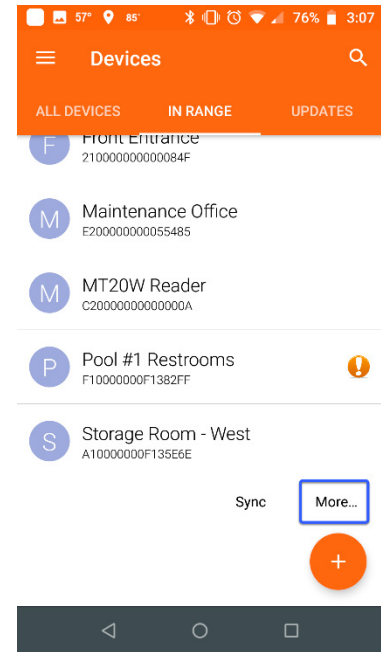 57° 85° 76% 3:07
Devices
ALL DEVICES IN RANGE UPDATES
F Front Entrance
210000000000084F
M Maintenance Office
E200000000055485
M MT20W Reader
C20000000000000A
P Pool #1 Restrooms
F10000000F1382FF
S Storage Room - West
A10000000F135E6E
Sync More...
+